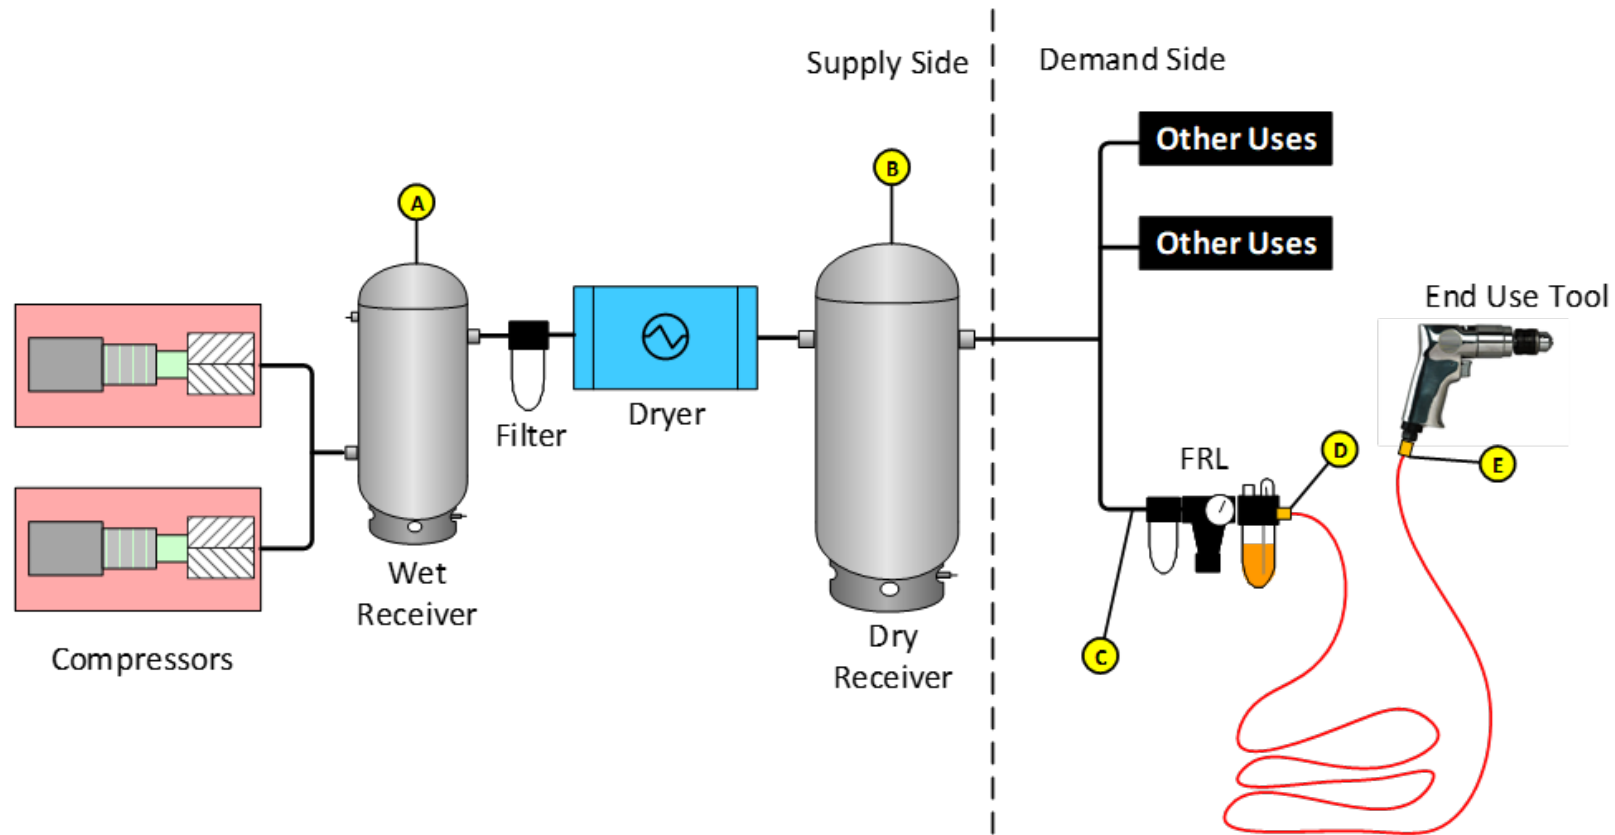 Supply Side
Demand Side
Other Uses
B
A
Other Uses
End Use Tool
Filter
Dryer
FRL
D
E
Wet
Receiver
Dry
Receiver
C
Compressors